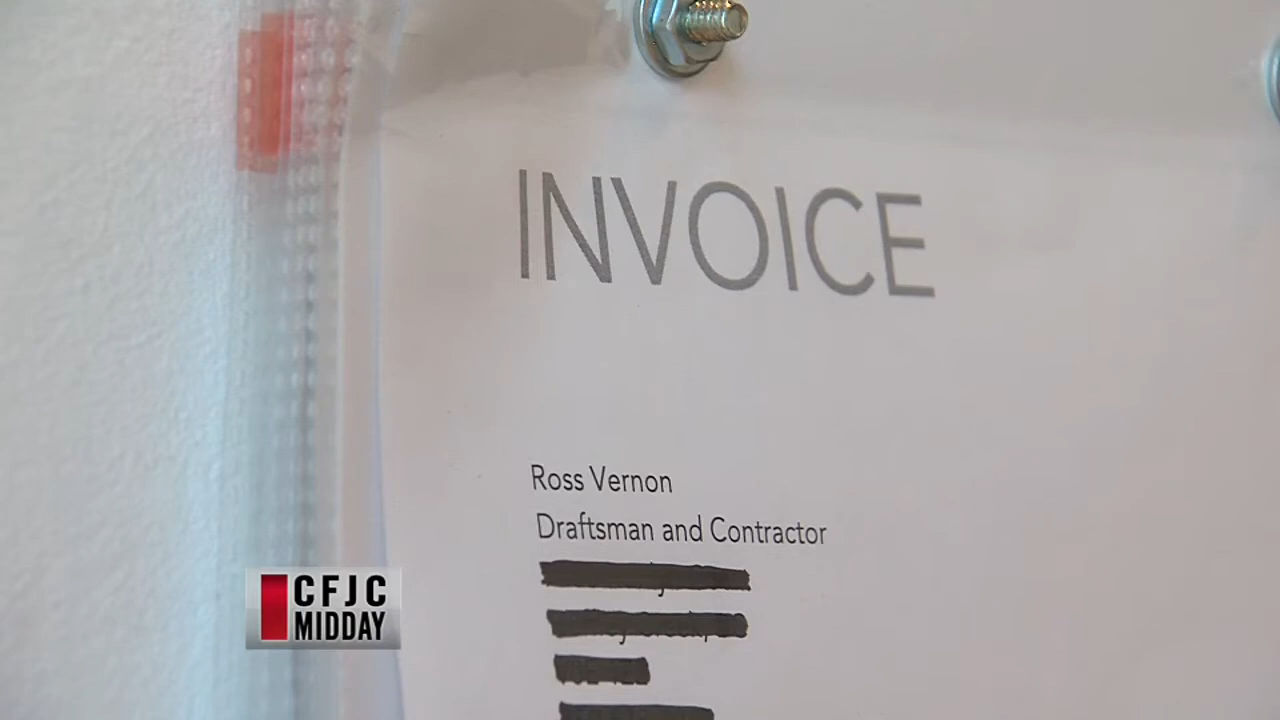 INVOICE
Ross Vernon
Draftsman and Contractor
CFJC
MIDDAY